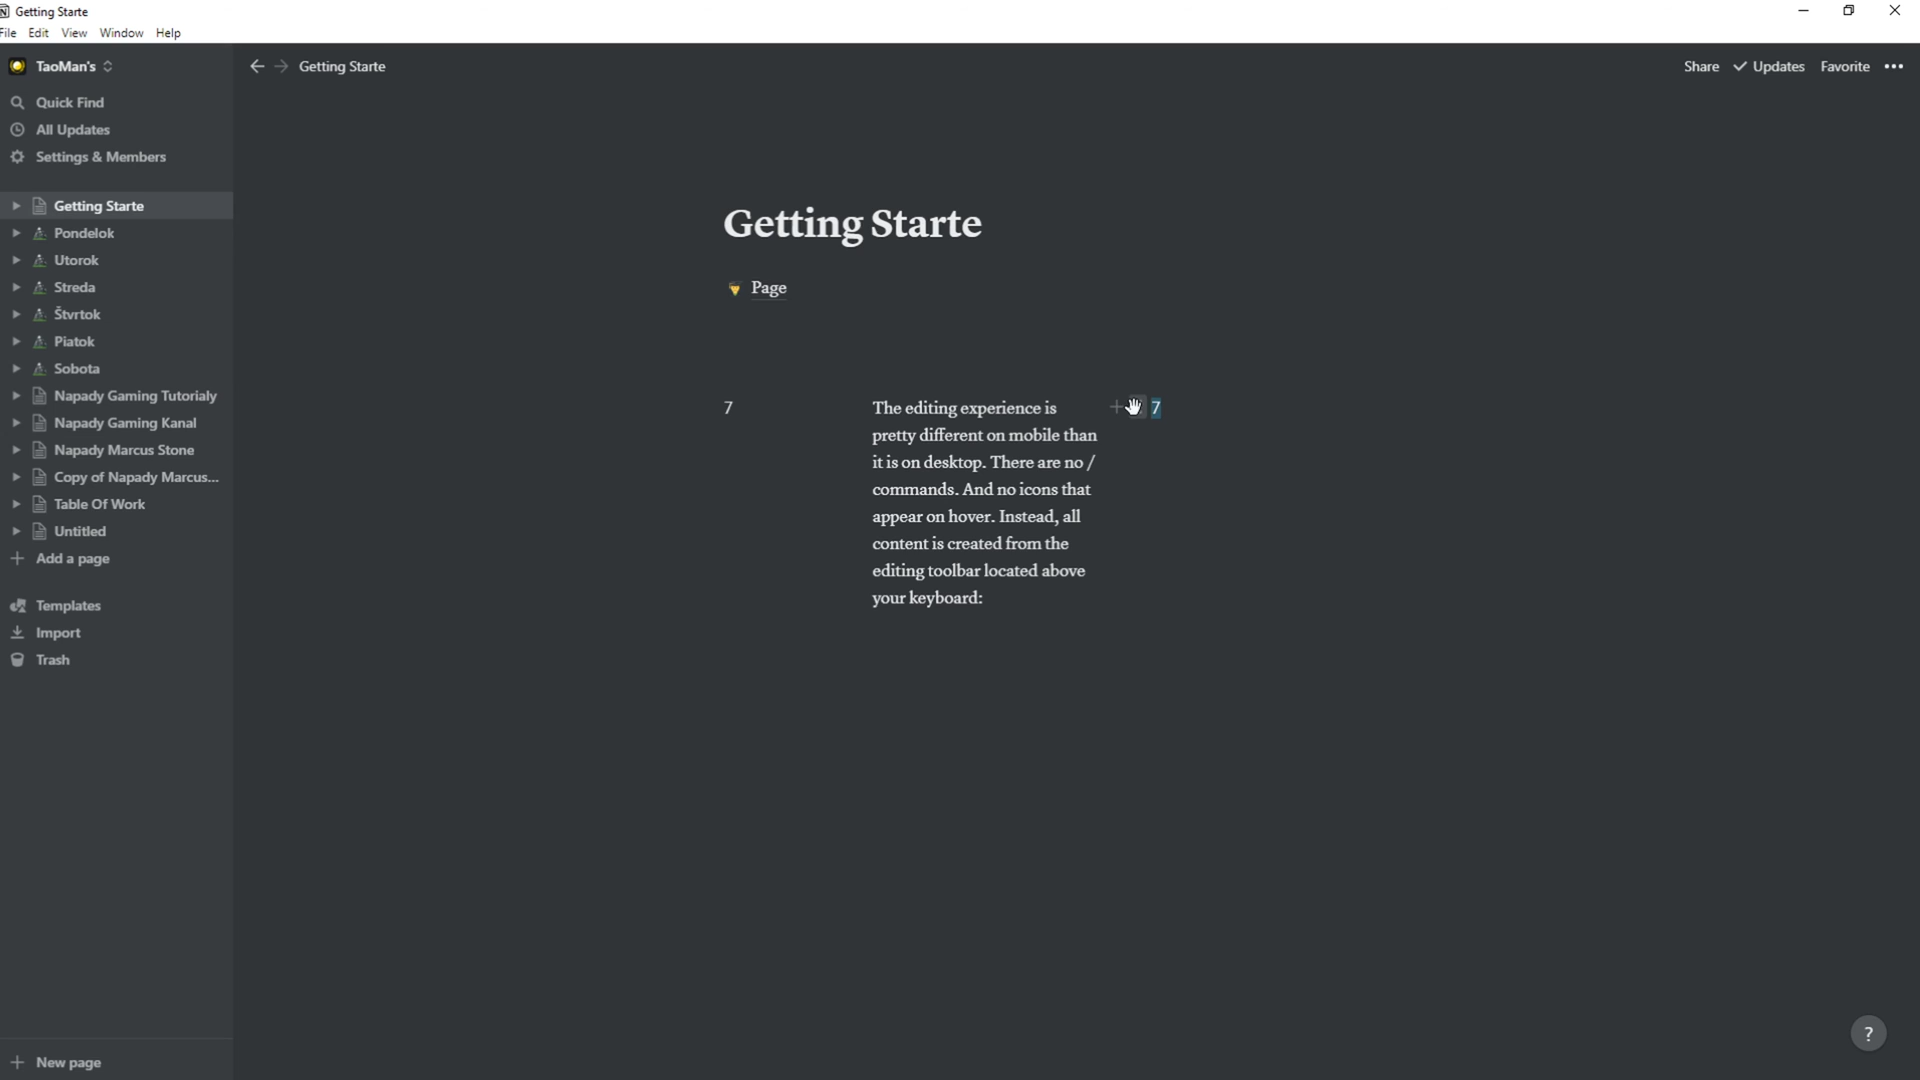 Getting Starte
File Edit View Window Help
TaoMan's
Getting Starte
Share Updates Favorite
Quick Find
All Updates
Settings & Members
Getting Starte
Pondelok
Utorok
Streda
Štvrtok
Piatok
Sobota
Napady Gaming Tutorialy
Napady Gaming Kanal
Napady Marcus Stone
Copy of Napady Marcus...
Table Of Work
Untitled
Add a page
Templates
Import
Trash
New page
Getting Starte
Page
7
The editing experience is
pretty different on mobile than
it is on desktop. There are no /
commands. And no icons that
appear on hover. Instead, all
content is created from the
editing toolbar located above
your keyboard:
7
?